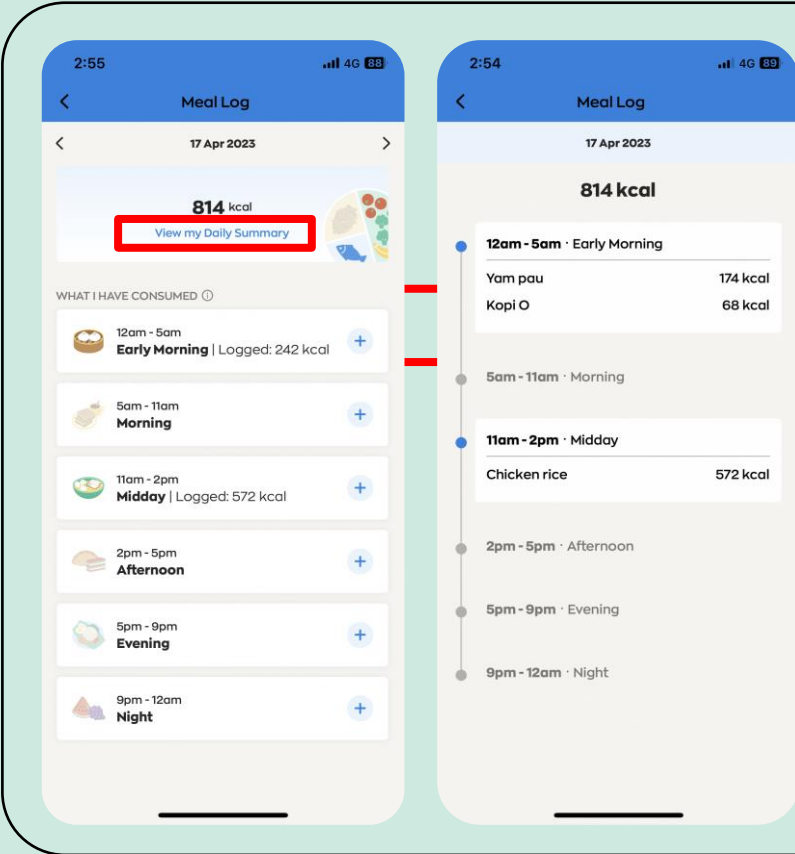 2:55 4G 88
Meal Log
17 Apr 2023
814 kcal
View my Daily Summary
WHAT I HAVE CONSUMED
12am - 5am
Early Morning | Logged: 242 kcal
5am - 11am
Morning
11am - 2pm
Midday | Logged: 572 kcal
2pm - 5pm
Afternoon
5pm - 9pm
Evening
9pm - 12am
Night
2:54 4G 89
Meal Log
17 Apr 2023
814 kcal
12am - 5am · Early Morning
Yam pau 174 kcal
Kopi O 68 kcal
5am - 11am · Morning
11am - 2pm · Midday
Chicken rice 572 kcal
2pm - 5pm · Afternoon
5pm - 9pm · Evening
9pm - 12am · Night